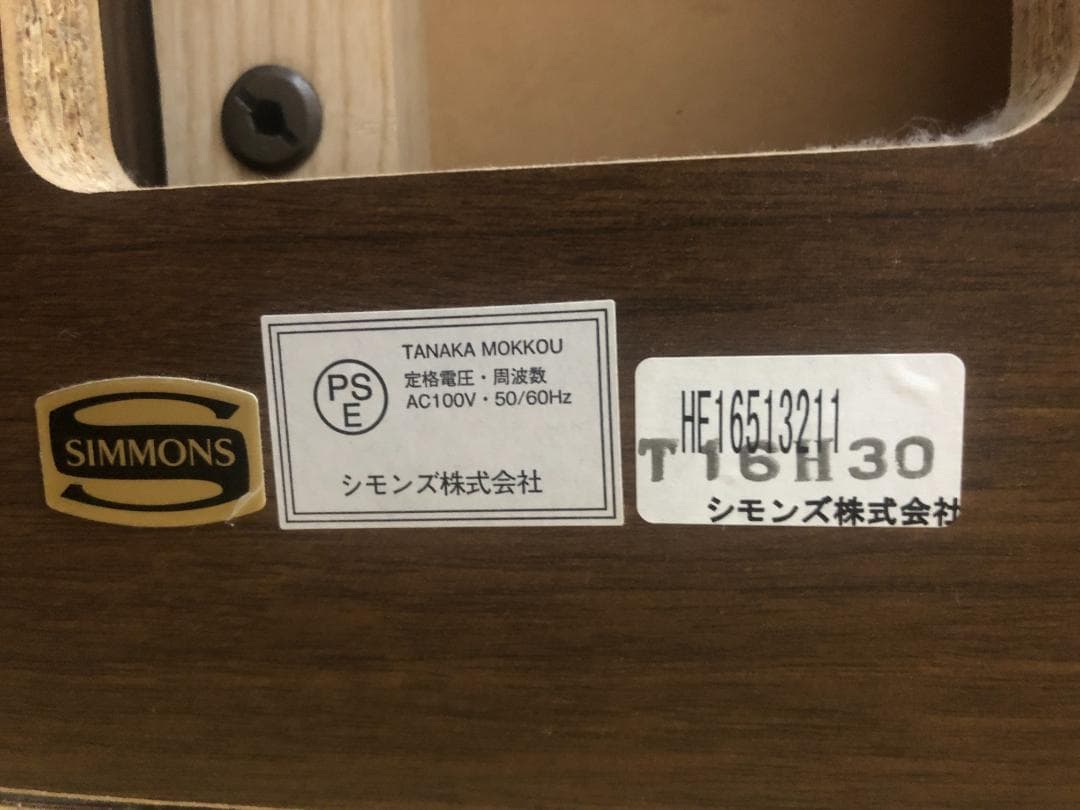 SIMMONS
PS
E
TANAKA MOKKOU
定格電圧・周波数
AC100V・50/60Hz
シモンズ株式会社
HF16513211
T16H30
シモンズ株式会社